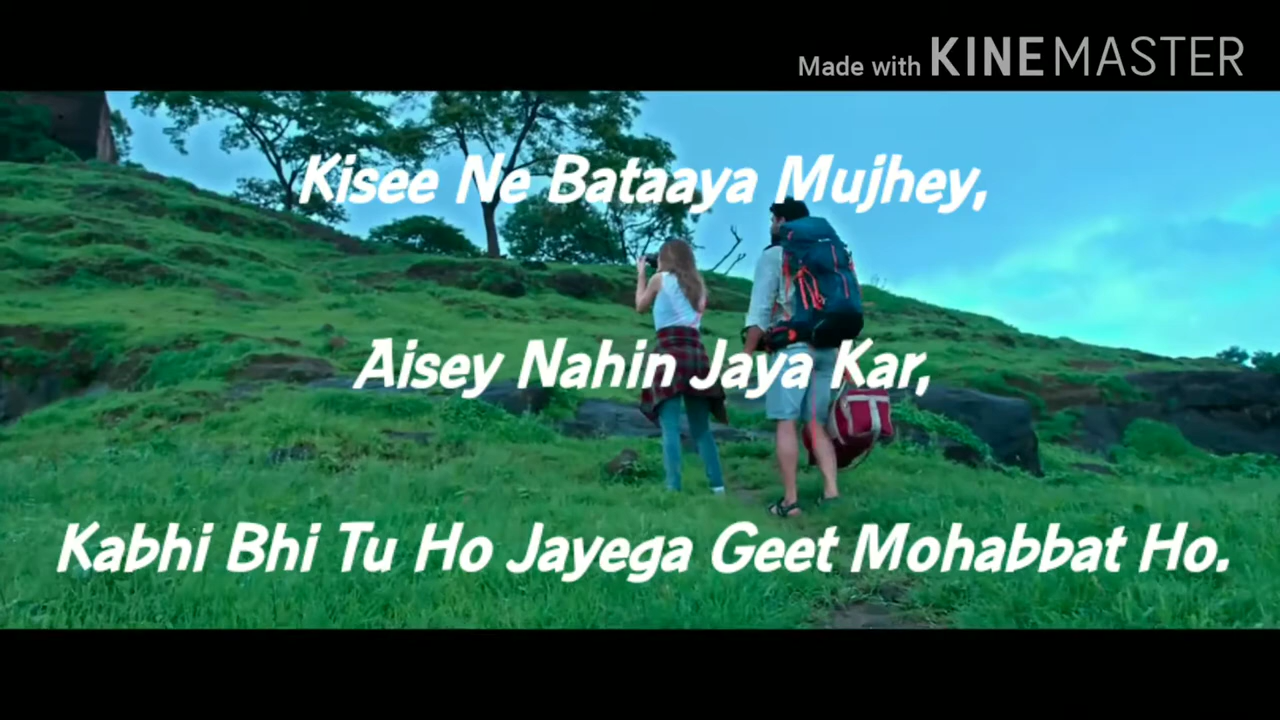 Made with KINEMASTER
Kisee Ne Bataaya Mujhey,
Aisey Nahin Jaya Kar,
Kabhi Bhi Tu Ho Jayega Geet Mohabbat Ho.